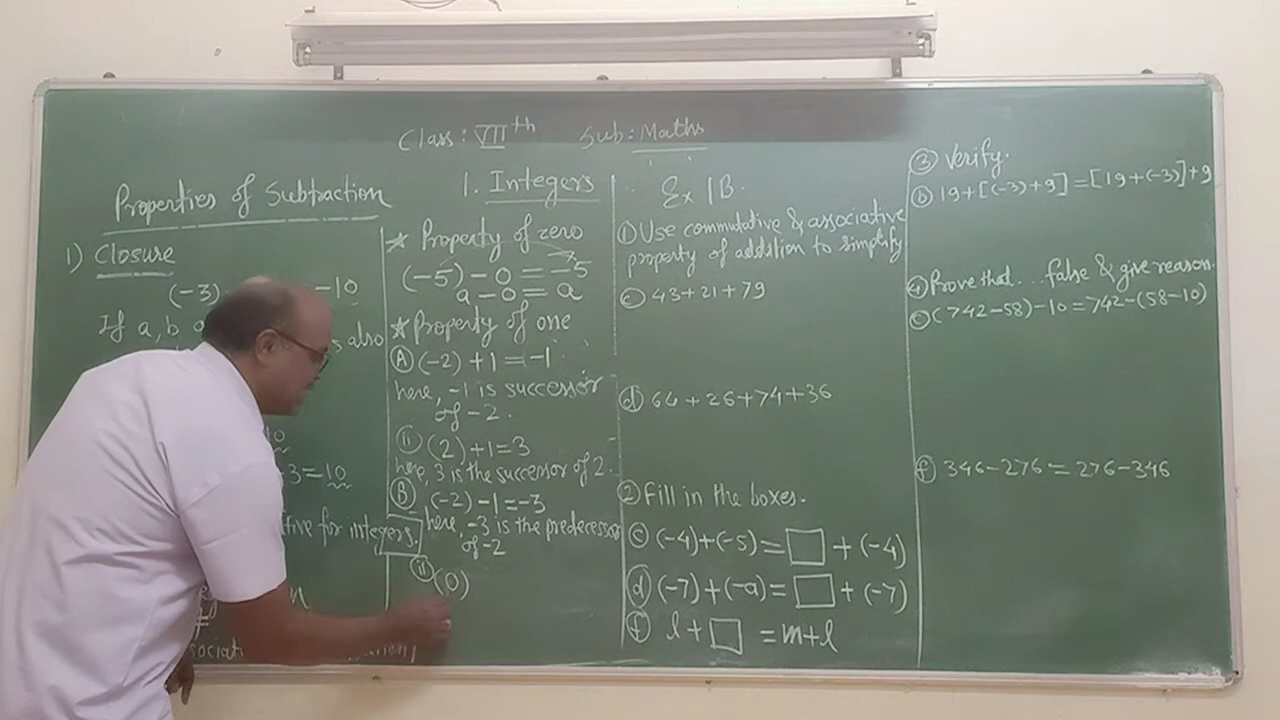 Class: VIIth Sub: Maths
1. Integers
Properties of Subtraction
1) Closure
(-3) -10
If a, b also
10
3 = 10
for integers.
★ Property of zero
(-5) - 0 = -5
a - 0 = a
★ Property of one
Ⓐ (-2) + 1 = -1
here, -1 is successor
of -2.
ⓘⓘ (2) + 1 = 3
here, 3 is the successor of 2.
Ⓑ (-2) - 1 = -3
here, -3 is the predecessor
of -2
ⓘⓘ (0)
Ex 1B.
① Use commutative & associative
property of addition to simplify
ⓒ 43 + 21 + 79
ⓓ 64 + 26 + 74 + 36
② Fill in the boxes.
ⓒ (-4) + (-5) = □ + (-4)
ⓓ (-7) + (-a) = □ + (-7)
ⓕ l + □ = m + l
③ Verify.
ⓑ 19 + [(-3) + 9] = [19 + (-3)] + 9
④ Prove that ... false & give reason.
ⓒ (742 - 58) - 10 = 742 - (58 - 10)
ⓕ 346 - 276 = 276 - 346